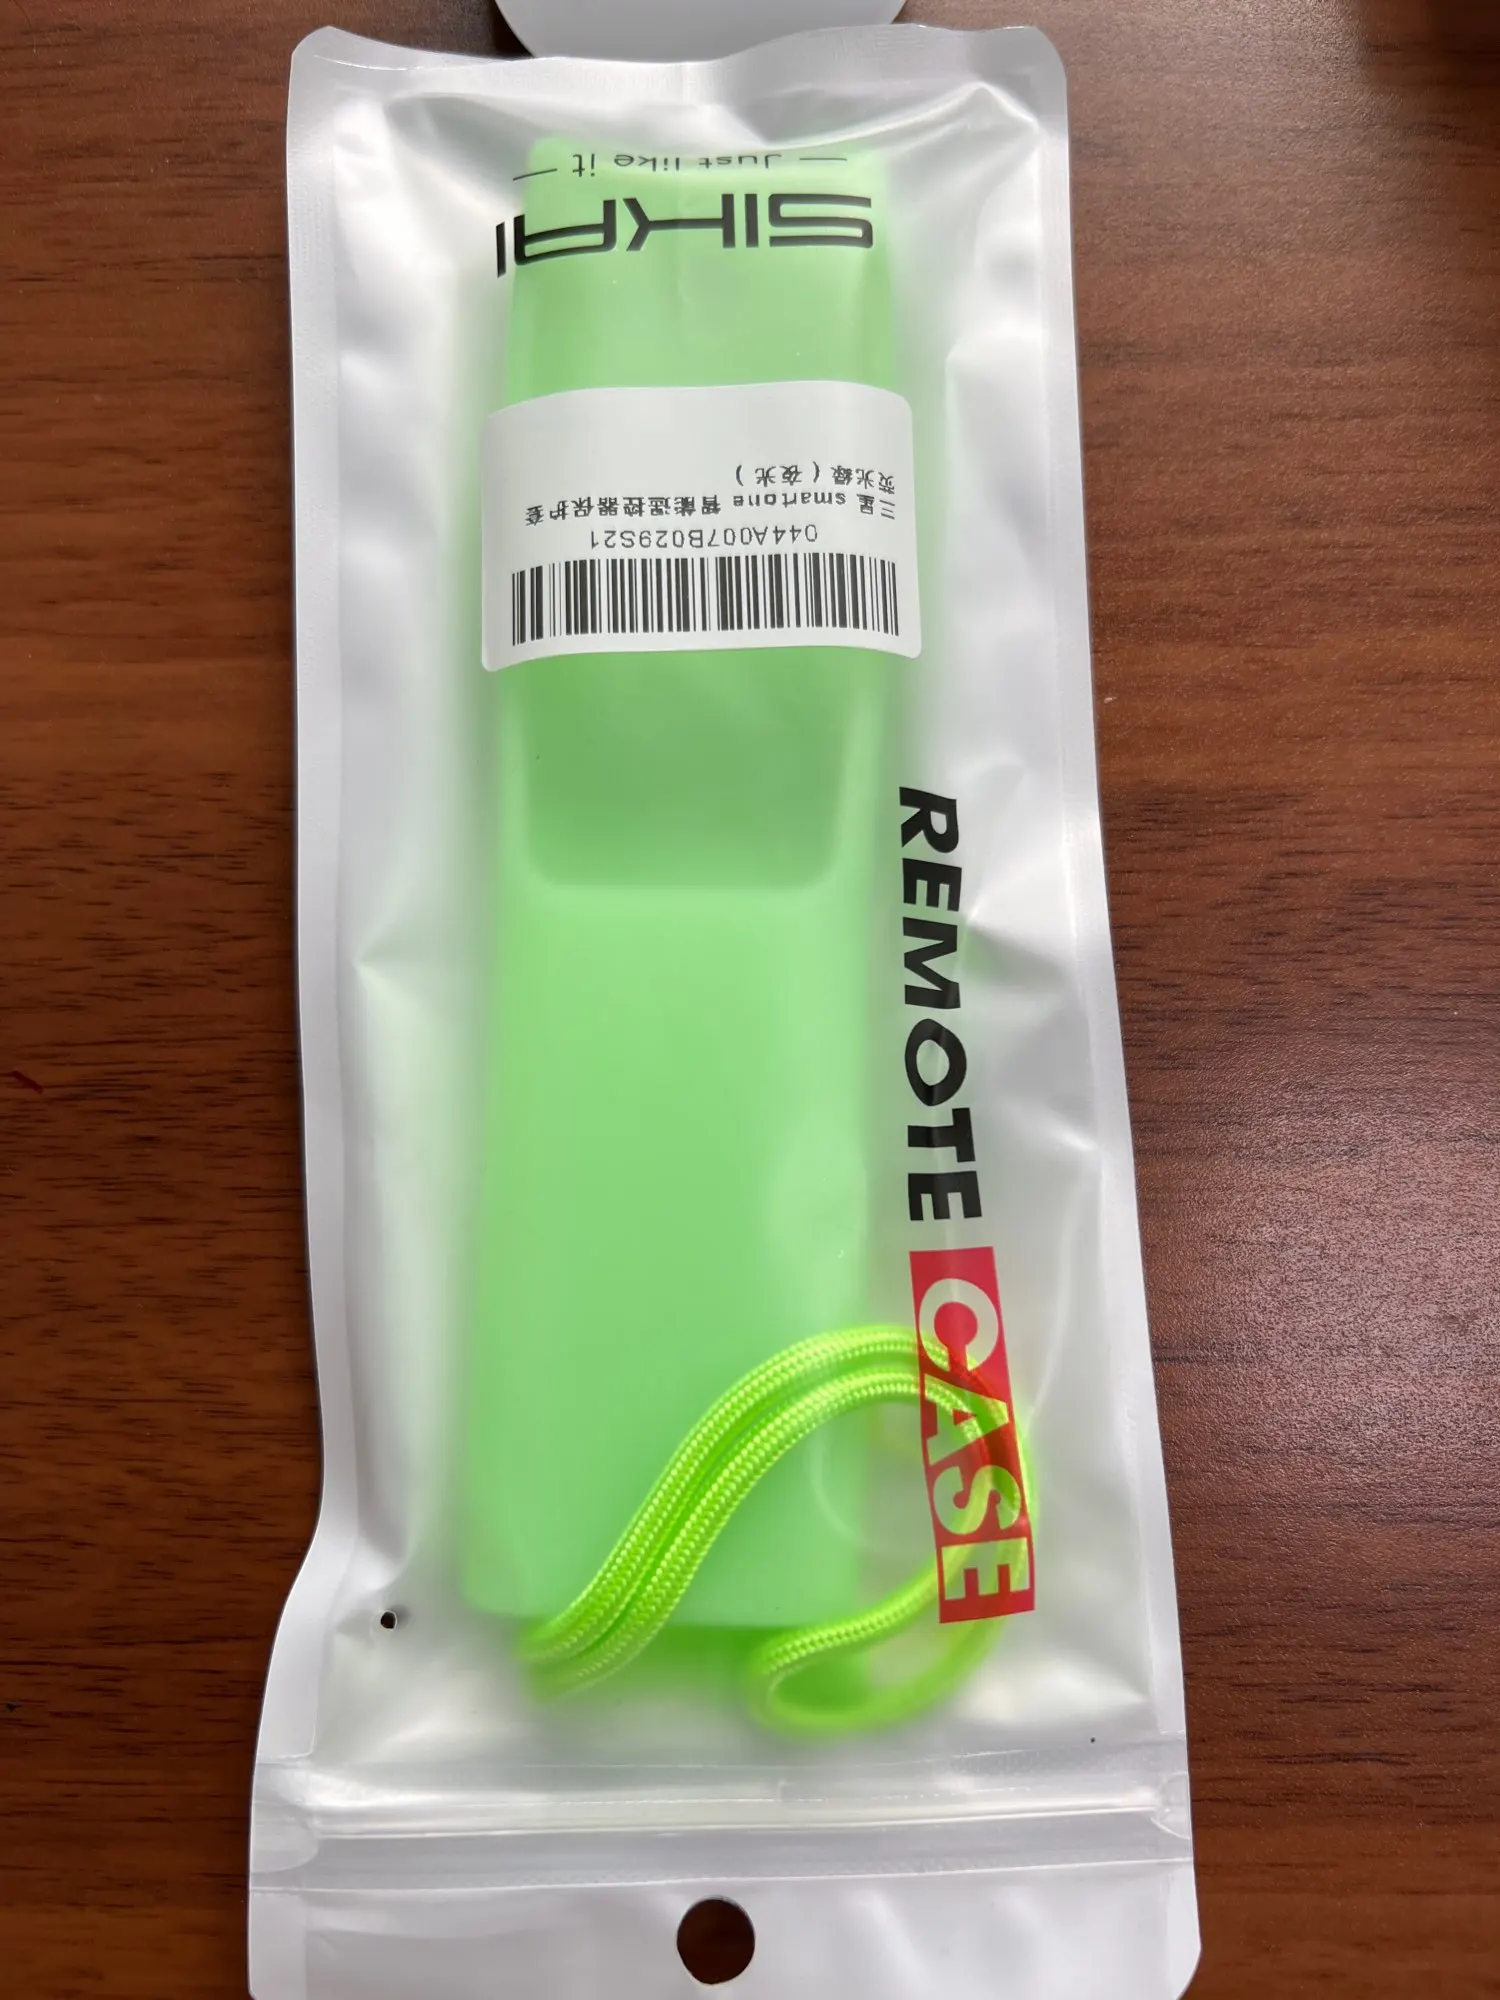 SIKAI
— Just like it —
044A007B029S21
三星 smartone 智能遥控器保护套
荧光綠（夜光）
REMOTE CASE